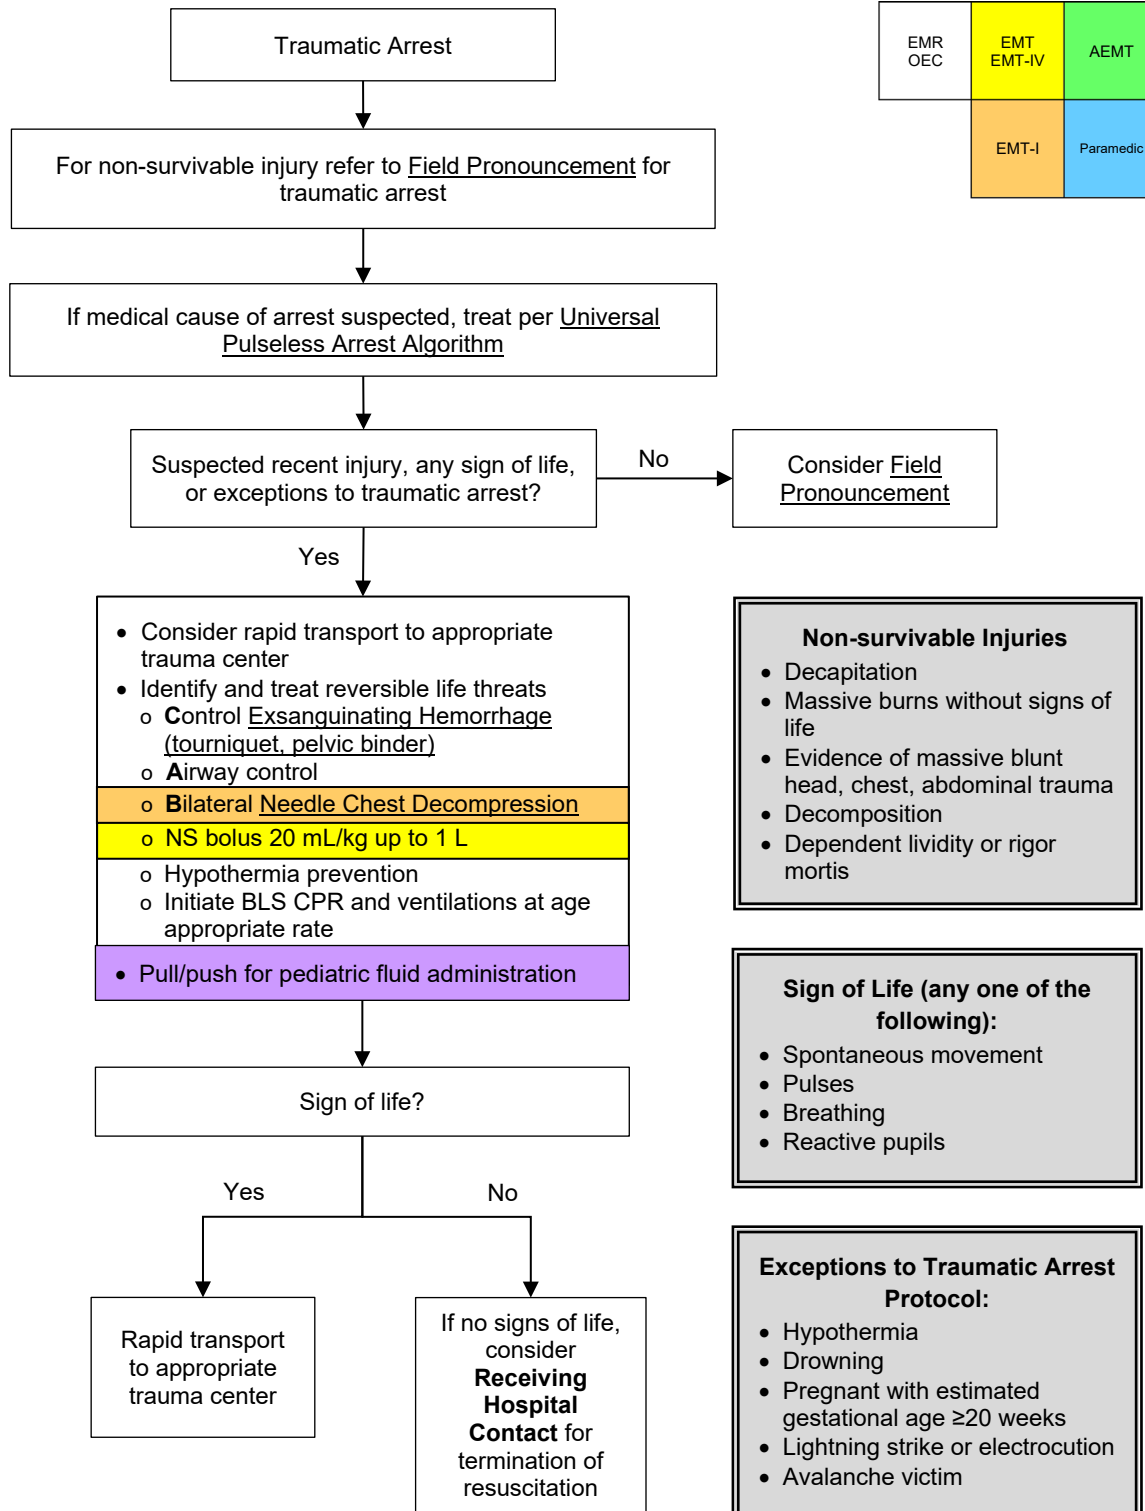 Traumatic Arrest
EMR
OEC
EMT
EMT-IV
AEMT
EMT-I
Paramedic
For non-survivable injury refer to Field Pronouncement for
traumatic arrest
If medical cause of arrest suspected, treat per Universal
Pulseless Arrest Algorithm
Suspected recent injury, any sign of life,
or exceptions to traumatic arrest?
No
Consider Field
Pronouncement
Yes
• Consider rapid transport to appropriate
trauma center
• Identify and treat reversible life threats
o Control Exsanguinating Hemorrhage
(tourniquet, pelvic binder)
o Airway control
o Bilateral Needle Chest Decompression
o NS bolus 20 mL/kg up to 1 L
o Hypothermia prevention
o Initiate BLS CPR and ventilations at age
appropriate rate
• Pull/push for pediatric fluid administration
Non-survivable Injuries
• Decapitation
• Massive burns without signs of
life
• Evidence of massive blunt
head, chest, abdominal trauma
• Decomposition
• Dependent lividity or rigor
mortis
Sign of Life (any one of the
following):
• Spontaneous movement
• Pulses
• Breathing
• Reactive pupils
Sign of life?
Yes
No
Rapid transport
to appropriate
trauma center
If no signs of life,
consider
Receiving
Hospital
Contact for
termination of
resuscitation
Exceptions to Traumatic Arrest
Protocol:
• Hypothermia
• Drowning
• Pregnant with estimated
gestational age ≥20 weeks
• Lightning strike or electrocution
• Avalanche victim